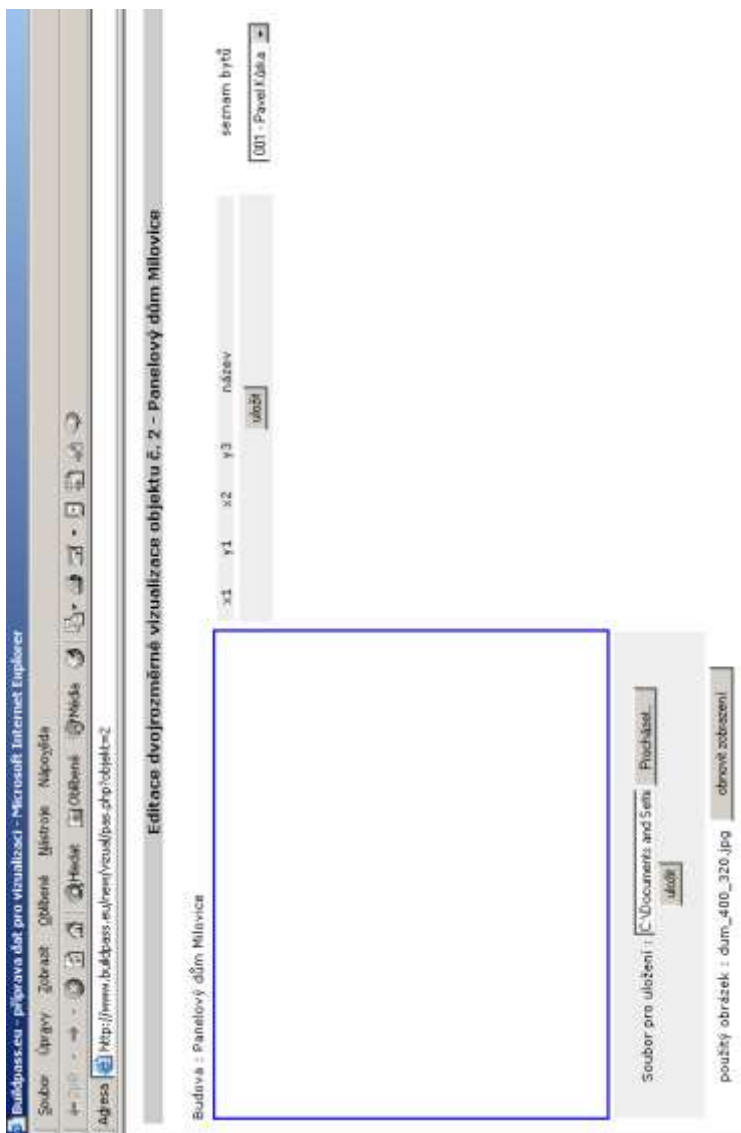 Buildpass.eu - příprava dat pro vizualizaci - Microsoft Internet Explorer
Soubor Úpravy Zobrazit Oblíbené Nástroje Nápověda
Hledat Oblíbené Média
Adresa http://www.buildpass.eu/new/vizual/pas.php?objekt=2
Editace dvojrozměrné vizualizace objektu č. 2 - Panelový dům Milovice
Budova : Panelový dům Milovice
x1 y1 x2 y3 název
uložit
seznam bytů
001 - Pavel
Soubor pro uložení : C:\Documents and Setti Procházet...
uložit
použitý obrázek : dum_400_320.jpg obnovit zobrazení